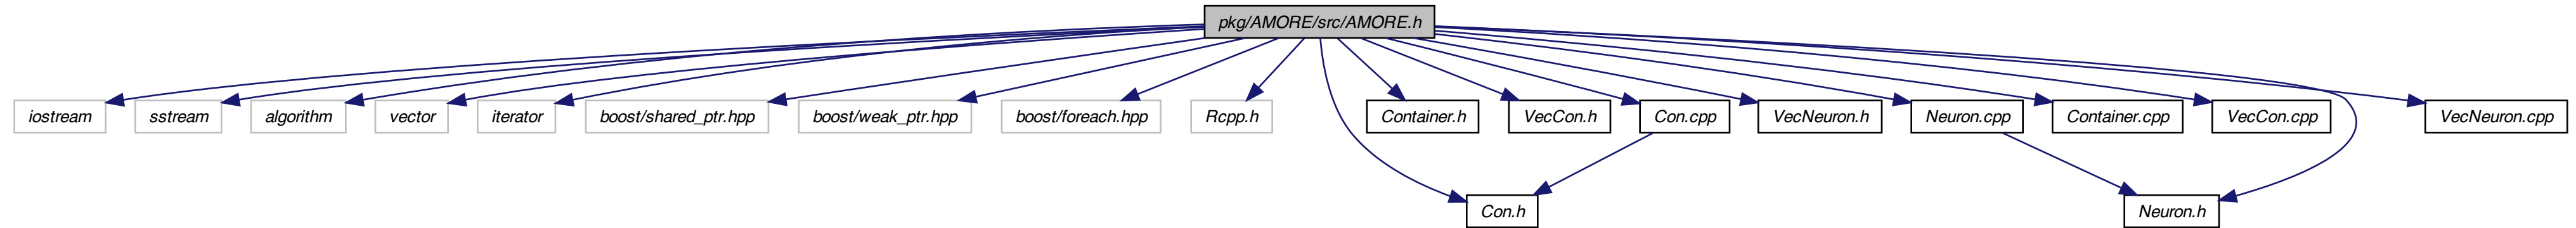 pkg/AMORE/src/AMORE.h
iostream
sstream
algorithm
vector
iterator
boost/shared_ptr.hpp
boost/weak_ptr.hpp
boost/foreach.hpp
Rcpp.h
Container.h
VecCon.h
Con.cpp
VecNeuron.h
Neuron.cpp
Container.cpp
VecCon.cpp
VecNeuron.cpp
Con.h
Neuron.h